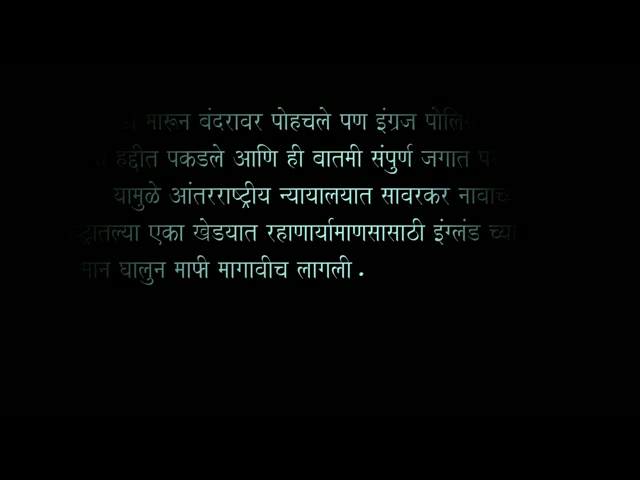 मारून बंदरावर पोहचले पण इंग्रज
हद्दीत पकडले आणि ही वातमी संपुर्ण जगात
यामुळे आंतरराष्ट्रीय न्यायालयात सावरकर
एका खेडयात रहाणार्यामाणसासाठी इंग्लंड च्या
मान घालुन माफी मागावीच लागली.